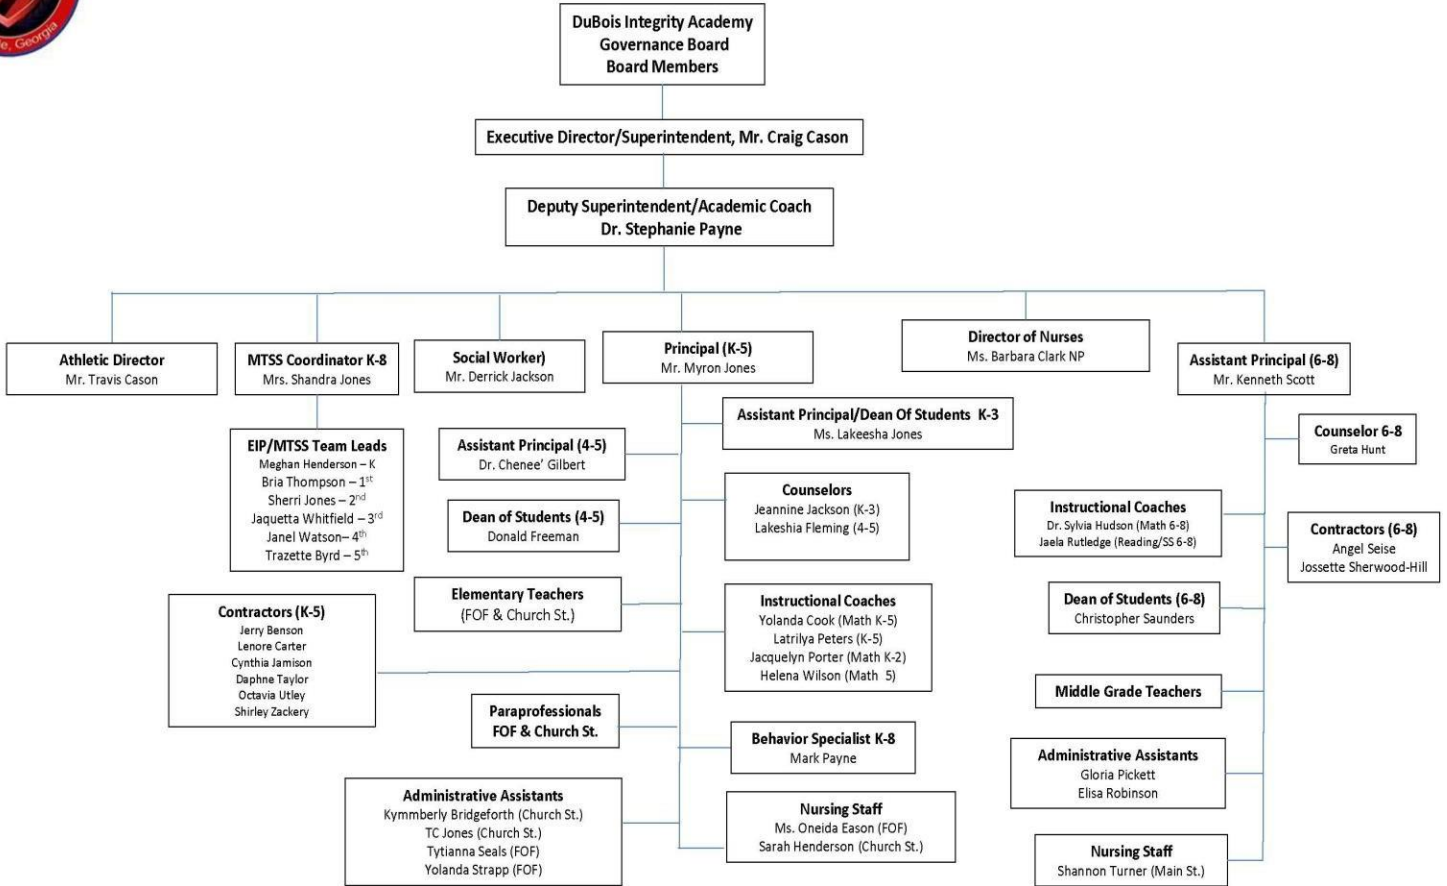 le, Georgia
DuBois Integrity Academy
Governance Board
Board Members
Executive Director/Superintendent, Mr. Craig Cason
Deputy Superintendent/Academic Coach
Dr. Stephanie Payne
Athletic Director
Mr. Travis Cason
MTSS Coordinator K-8
Mrs. Shandra Jones
Social Worker)
Mr. Derrick Jackson
Principal (K-5)
Mr. Myron Jones
Director of Nurses
Ms. Barbara Clark NP
Assistant Principal (6-8)
Mr. Kenneth Scott
EIP/MTSS Team Leads
Meghan Henderson – K
Bria Thompson – 1st
Sherri Jones – 2nd
Jaquetta Whitfield – 3rd
Janel Watson– 4th
Trazette Byrd – 5th
Assistant Principal (4-5)
Dr. Chenee’ Gilbert
Assistant Principal/Dean Of Students K-3
Ms. Lakeesha Jones
Counselor 6-8
Greta Hunt
Dean of Students (4-5)
Donald Freeman
Counselors
Jeannine Jackson (K-3)
Lakeshia Fleming (4-5)
Instructional Coaches
Dr. Sylvia Hudson (Math 6-8)
Jaela Rutledge (Reading/SS 6-8)
Contractors (6-8)
Angel Seise
Jossette Sherwood-Hill
Elementary Teachers
(FOF & Church St.)
Contractors (K-5)
Jerry Benson
Lenore Carter
Cynthia Jamison
Daphne Taylor
Octavia Utley
Shirley Zackery
Instructional Coaches
Yolanda Cook (Math K-5)
Latrilya Peters (K-5)
Jacquelyn Porter (Math K-2)
Helena Wilson (Math 5)
Dean of Students (6-8)
Christopher Saunders
Middle Grade Teachers
Paraprofessionals
FOF & Church St.
Behavior Specialist K-8
Mark Payne
Administrative Assistants
Gloria Pickett
Elisa Robinson
Administrative Assistants
Kymmberly Bridgeforth (Church St.)
TC Jones (Church St.)
Tytianna Seals (FOF)
Yolanda Strapp (FOF)
Nursing Staff
Ms. Oneida Eason (FOF)
Sarah Henderson (Church St.)
Nursing Staff
Shannon Turner (Main St.)